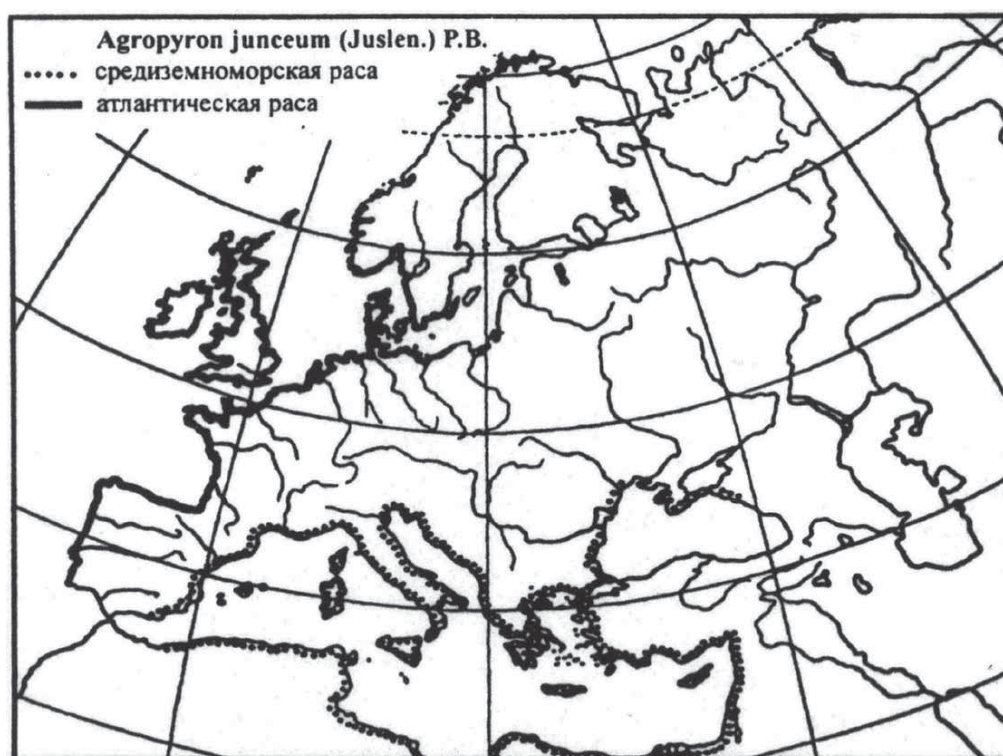 Agropyron junceum (Juslen.) P.B.
средиземноморская раса
атлантическая раса